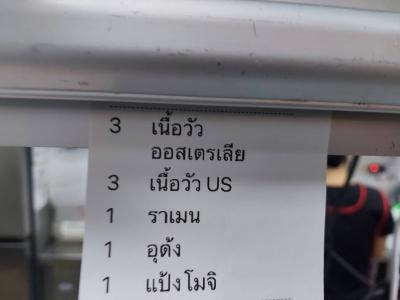 3 เนื้อวัว
ออสเตรเลีย
3 เนื้อวัว US
1 ราเมน
1 อุด้ง
1 แป้งโมจิ